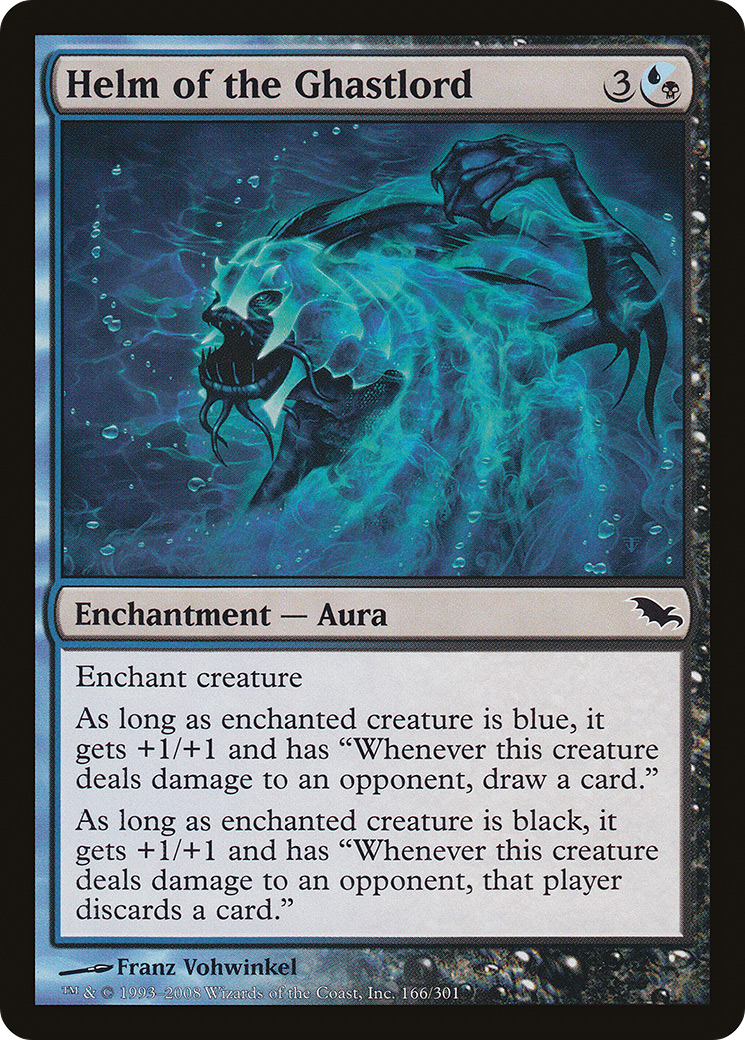 Helm of the Ghastlord 3
Enchantment — Aura
Enchant creature
As long as enchanted creature is blue, it
gets +1/+1 and has “Whenever this creature
deals damage to an opponent, draw a card.”
As long as enchanted creature is black, it
gets +1/+1 and has “Whenever this creature
deals damage to an opponent, that player
discards a card.”
Franz Vohwinkel
™ & © 1993–2008 Wizards of the Coast, Inc. 166/301